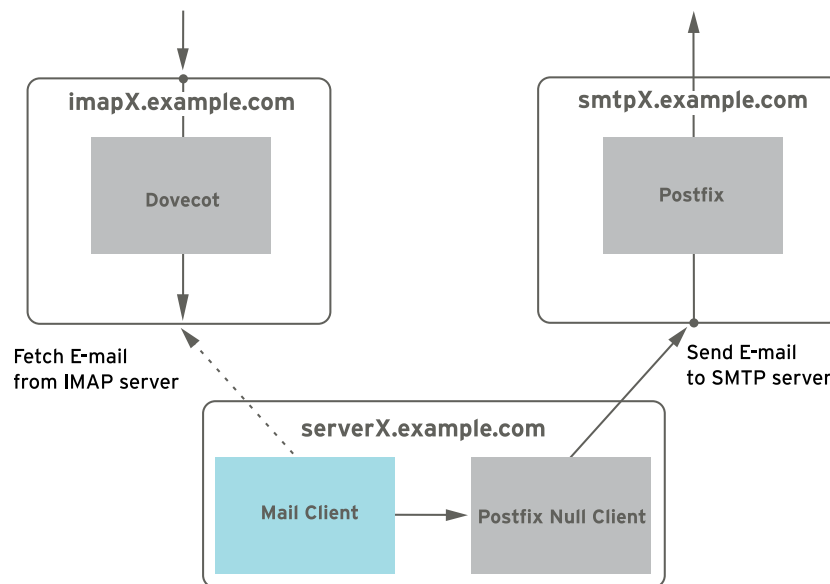 imapX.example.com
smtpX.example.com
Dovecot
Postfix
Fetch E-mail
from IMAP server
Send E-mail
to SMTP server
serverX.example.com
Mail Client
Postfix Null Client